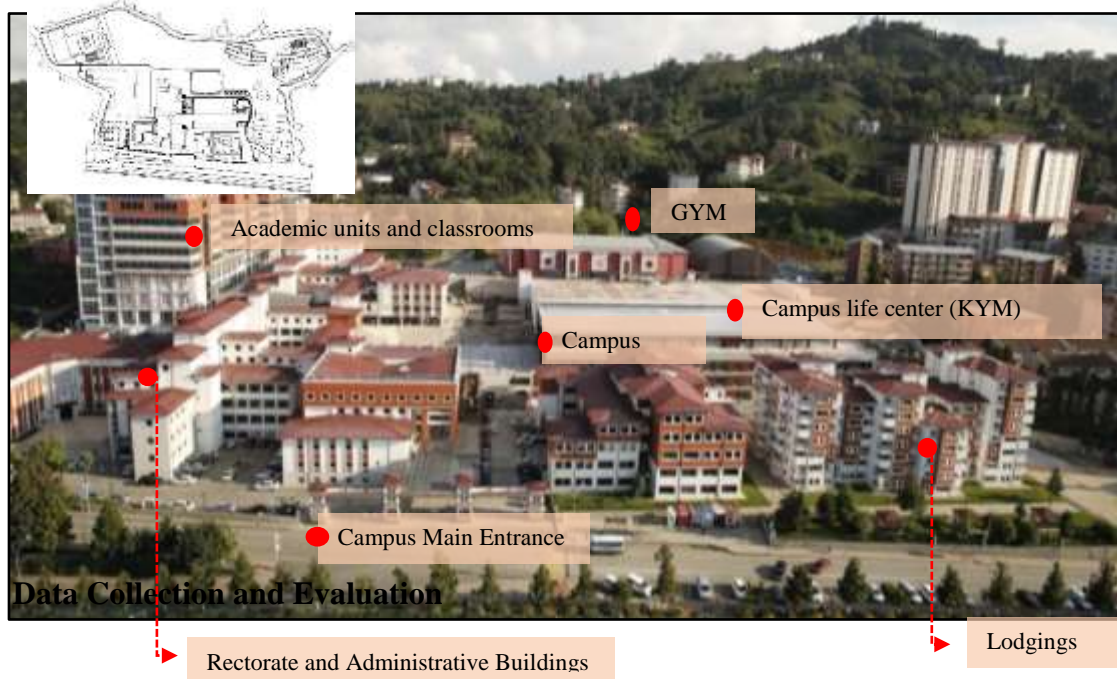 GYM
Academic units and classrooms
Campus life center (KYM)
Campus
Campus Main Entrance
Data Collection and Evaluation
Lodgings
Rectorate and Administrative Buildings